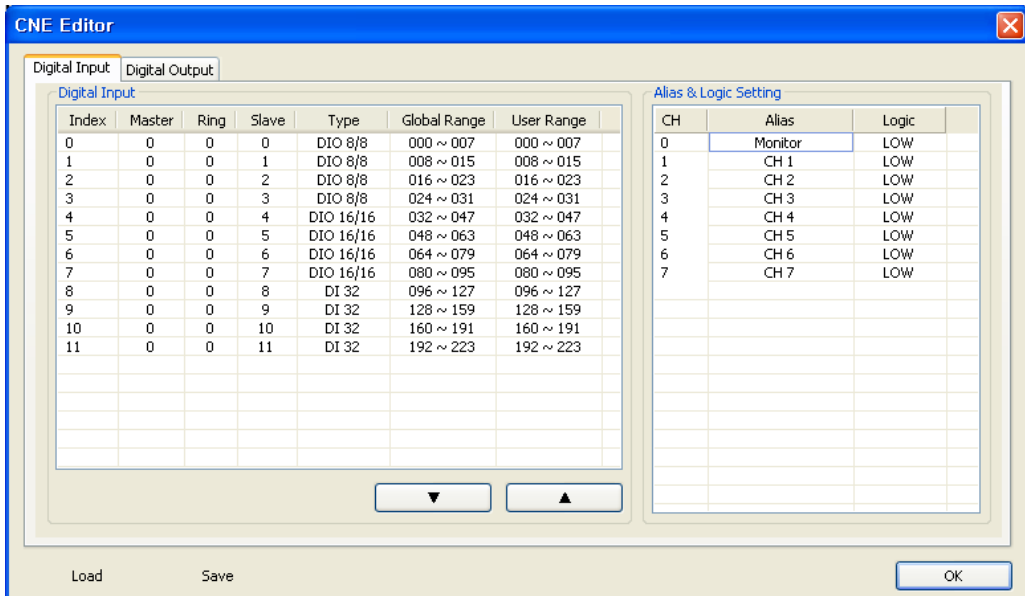 CNE Editor
Digital Input Digital Output
Digital Input
Index Master Ring Slave Type Global Range User Range
0 0 0 0 DIO 8/8 000 ~ 007 000 ~ 007
1 0 0 1 DIO 8/8 008 ~ 015 008 ~ 015
2 0 0 2 DIO 8/8 016 ~ 023 016 ~ 023
3 0 0 3 DIO 8/8 024 ~ 031 024 ~ 031
4 0 0 4 DIO 16/16 032 ~ 047 032 ~ 047
5 0 0 5 DIO 16/16 048 ~ 063 048 ~ 063
6 0 0 6 DIO 16/16 064 ~ 079 064 ~ 079
7 0 0 7 DIO 16/16 080 ~ 095 080 ~ 095
8 0 0 8 DI 32 096 ~ 127 096 ~ 127
9 0 0 9 DI 32 128 ~ 159 128 ~ 159
10 0 0 10 DI 32 160 ~ 191 160 ~ 191
11 0 0 11 DI 32 192 ~ 223 192 ~ 223
▼ ▲
Alias & Logic Setting
CH Alias Logic
0 Monitor LOW
1 CH 1 LOW
2 CH 2 LOW
3 CH 3 LOW
4 CH 4 LOW
5 CH 5 LOW
6 CH 6 LOW
7 CH 7 LOW
Load Save OK